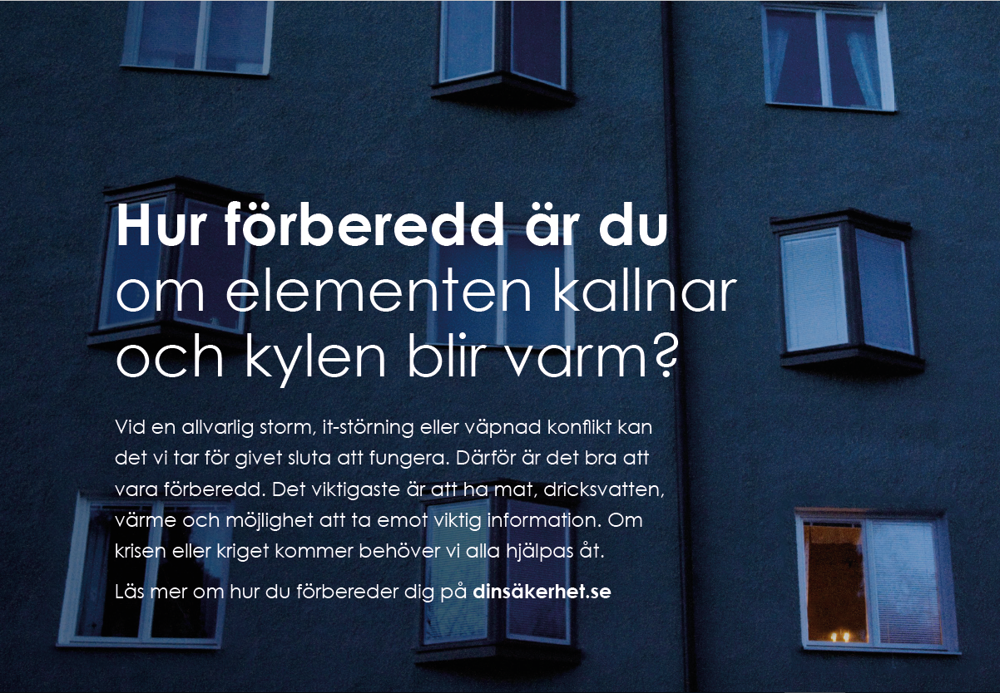 Hur förberedd är du
om elementen kallnar
och kylen blir varm?
Vid en allvarlig storm, it-störning eller väpnad konflikt kan
det vi tar för givet sluta att fungera. Därför är det bra att
vara förberedd. Det viktigaste är att ha mat, dricksvatten,
värme och möjlighet att ta emot viktig information. Om
krisen eller kriget kommer behöver vi alla hjälpas åt.
Läs mer om hur du förbereder dig på dinsäkerhet.se